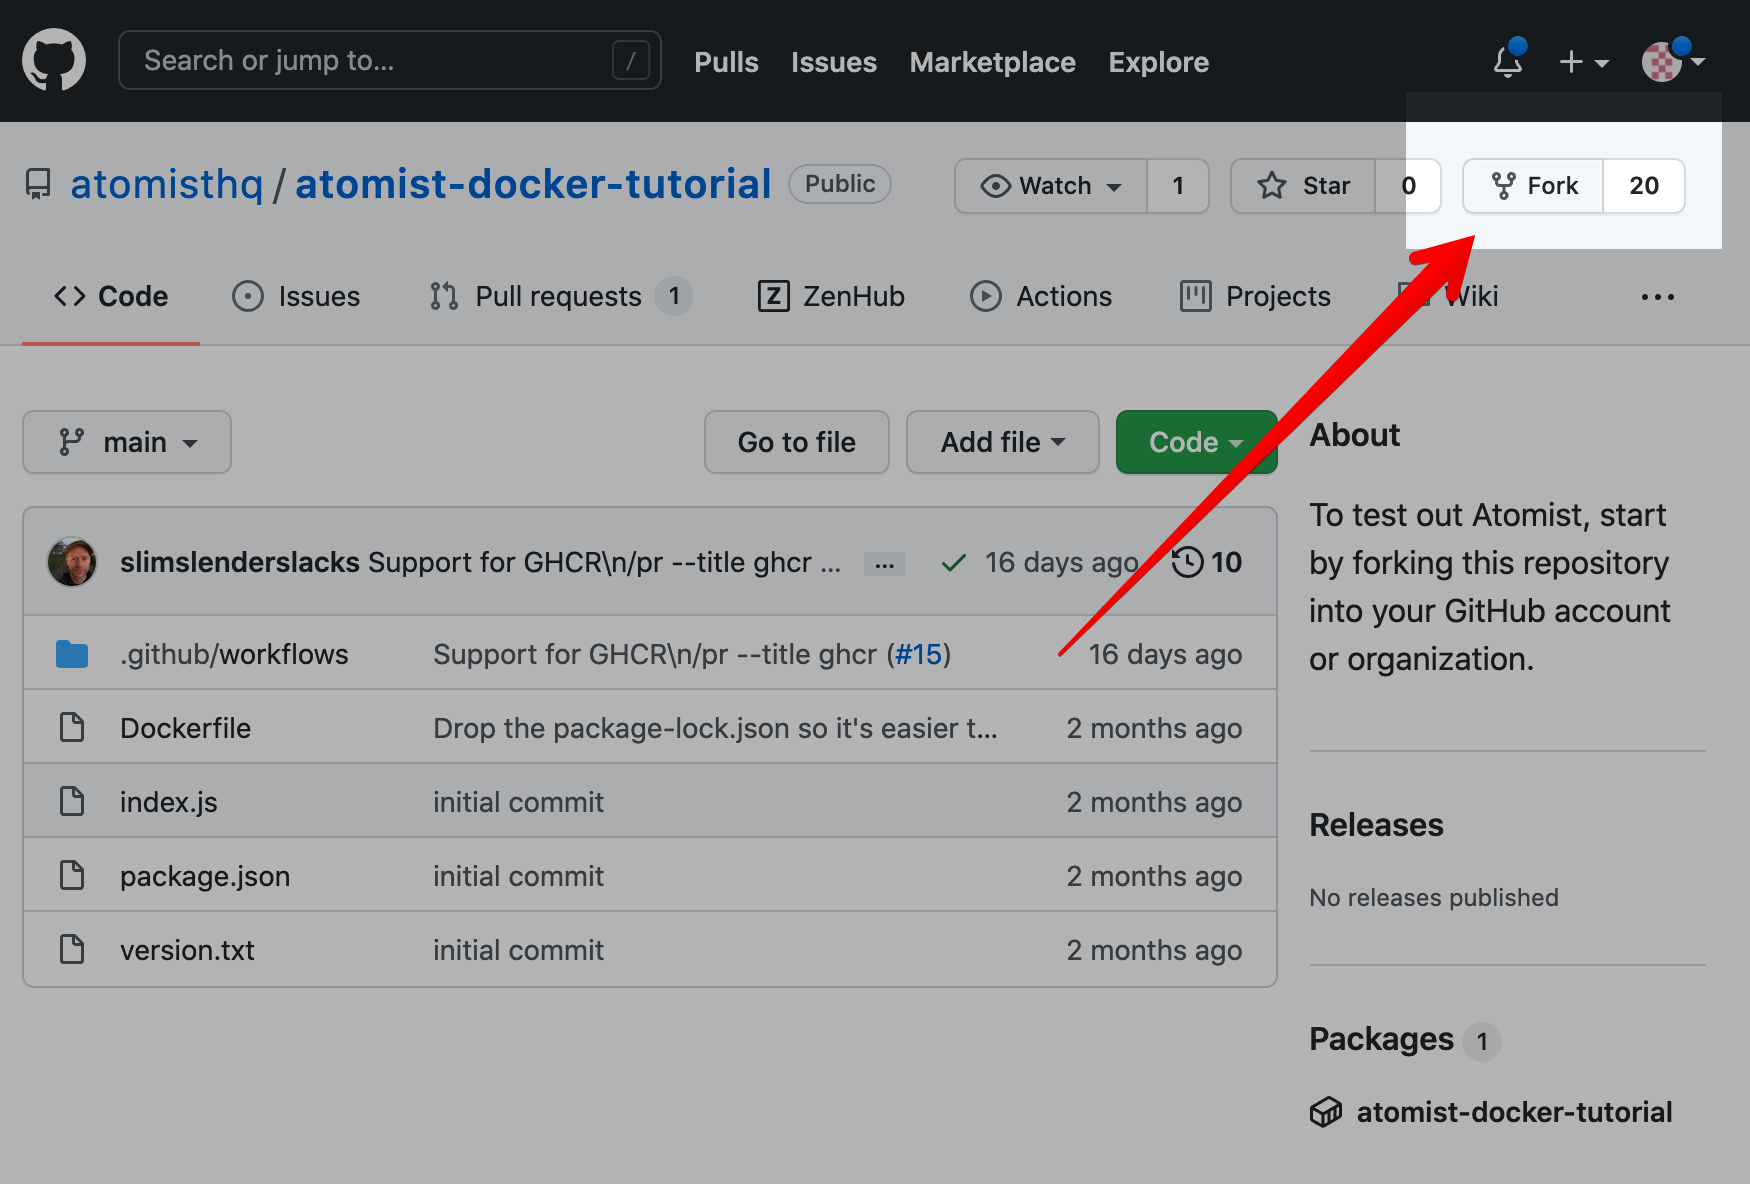 Search or jump to... / Pulls Issues Marketplace Explore
atomisthq / atomist-docker-tutorial Public Watch 1 Star 0 Fork 20
Code Issues Pull requests 1 Z ZenHub Actions Projects Wiki ...
main Go to file Add file Code
slimslenderslacks Support for GHCR\n/pr --title ghcr ... ... 16 days ago 10
.github/workflows Support for GHCR\n/pr --title ghcr (#15) 16 days ago
Dockerfile Drop the package-lock.json so it's easier t... 2 months ago
index.js initial commit 2 months ago
package.json initial commit 2 months ago
version.txt initial commit 2 months ago
About
To test out Atomist, start
by forking this repository
into your GitHub account
or organization.
Releases
No releases published
Packages 1
atomist-docker-tutorial